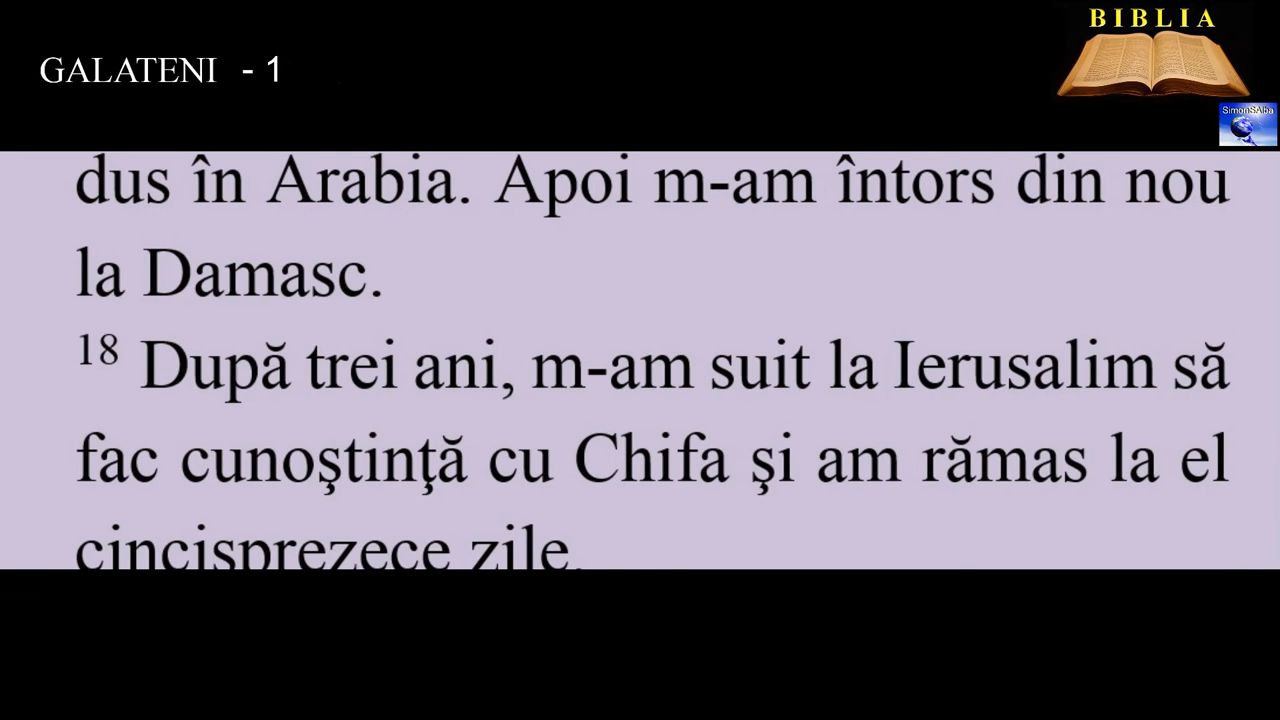 BIBLIA
GALATENI - 1
SimonSAlba
dus în Arabia. Apoi m-am întors din nou
la Damasc.
18 După trei ani, m-am suit la Ierusalim să
fac cunoştinţă cu Chifa şi am rămas la el
cincisprezece zile.